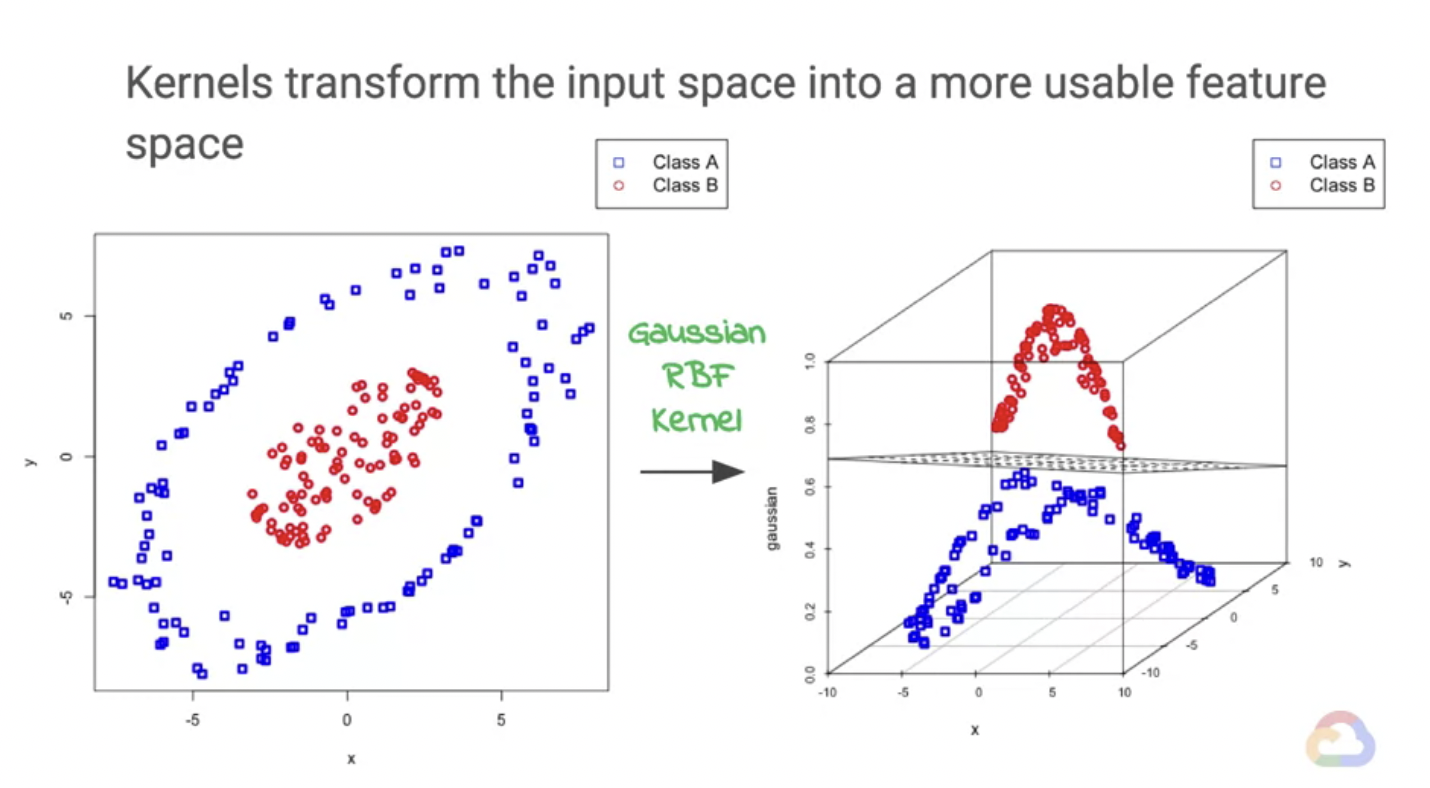 Kernels transform the input space into a more usable feature
space
Class A
Class B
Class A
Class B
5
0
-5
y
-5
0
5
x
Gaussian
RBF
Kernel
1.0
0.8
0.6
0.4
0.2
0.0
gaussian
-10
-5
0
5
10
x
10
5
0
-5
-10
y